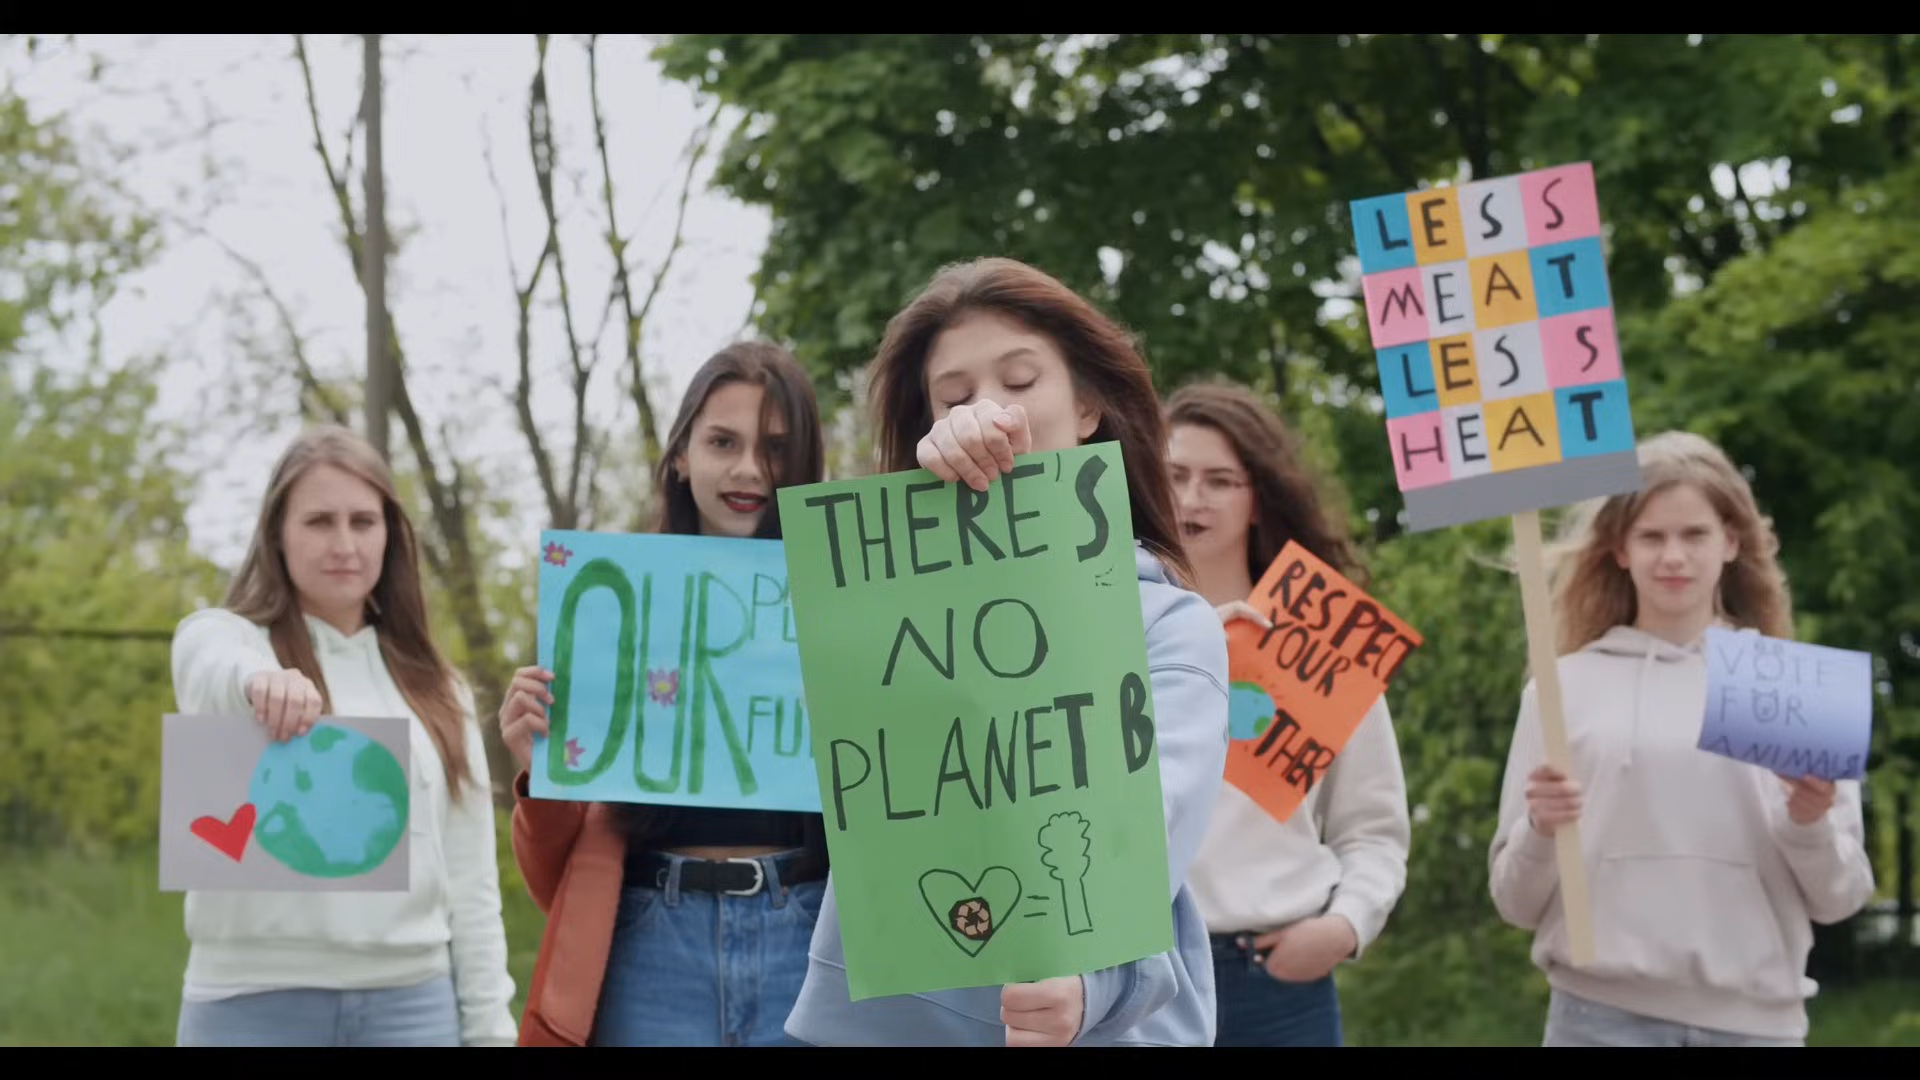 OUR
THERE'S
NO
PLANET B
RESPECT
YOUR
LESS
MEAT
LESS
HEAT
VOTE
FOR
ANIMALS